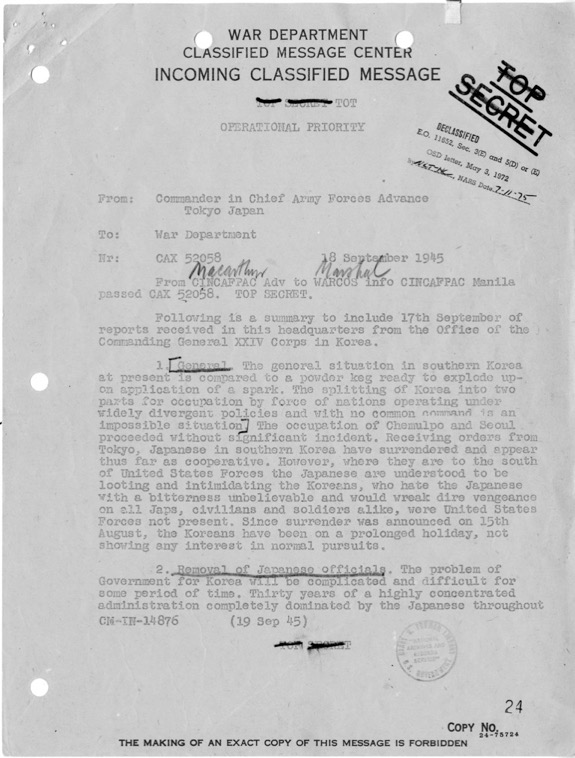 WAR DEPARTMENT
CLASSIFIED MESSAGE CENTER
INCOMING CLASSIFIED MESSAGE
TOP SECRET TOT
OPERATIONAL PRIORITY
TOP
SECRET
DECLASSIFIED
E.O. 11652, Sec. 3(E) and 5(D) or (E)
OSD letter, May 3, 1972
By NARS Date 7-11-75
From: Commander in Chief Army Forces Advance
Tokyo Japan
To: War Department
Nr: CAX 52058 18 September 1945
Macarthur Marshal
From CINCAFPAC Adv to WARCOS info CINCAFPAC Manila
passed CAX 52058. TOP SECRET.
Following is a summary to include 17th September of
reports received in this headquarters from the Office of the
Commanding General XXIV Corps in Korea.
1. [General. The general situation in southern Korea
at present is compared to a powder keg ready to explode up-
on application of a spark. The splitting of Korea into two
parts for occupation by force of nations operating under
widely divergent policies and with no common command is an
impossible situation.] The occupation of Chemulpo and Seoul
proceeded without significant incident. Receiving orders from
Tokyo, Japanese in southern Korea have surrendered and appear
thus far as cooperative. However, where they are to the south
of United States Forces the Japanese are understood to be
looting and intimidating the Koreans, who hate the Japanese
with a bitterness unbelievable and would wreak dire vengeance
on all Japs, civilians and soldiers alike, were United States
Forces not present. Since surrender was announced on 15th
August, the Koreans have been on a prolonged holiday, not
showing any interest in normal pursuits.
2. Removal of Japanese officials. The problem of
Government for Korea will be complicated and difficult for
some period of time. Thirty years of a highly concentrated
administration completely dominated by the Japanese throughout
CM-IN-14876 (19 Sep 45)
TOP SECRET
24
COPY NO.
24-75724
THE MAKING OF AN EXACT COPY OF THIS MESSAGE IS FORBIDDEN